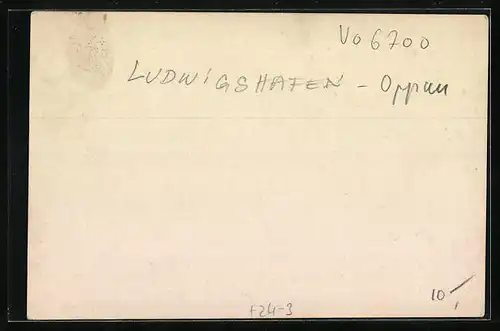 Vo 6700
LUDWIGSHAFEN - Oppau
10,-
F24-3